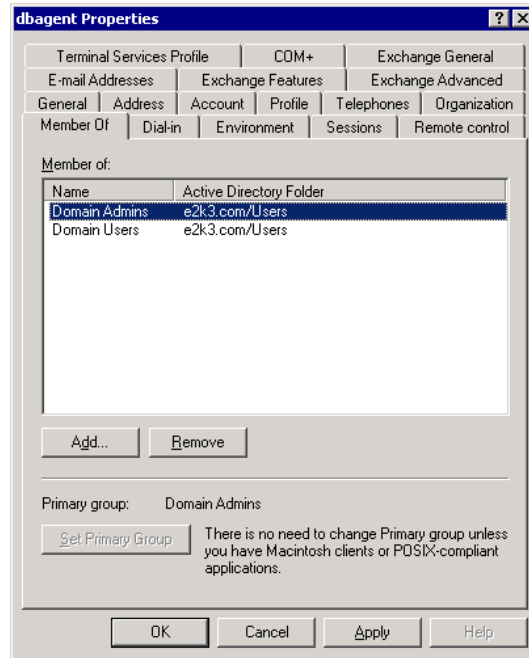 dbagent Properties
Terminal Services Profile COM+ Exchange General
E-mail Addresses Exchange Features Exchange Advanced
General Address Account Profile Telephones Organization
Member Of Dial-in Environment Sessions Remote control
Member of:
Name Active Directory Folder
Domain Admins e2k3.com/Users
Domain Users e2k3.com/Users
Add... Remove
Primary group: Domain Admins
Set Primary Group
There is no need to change Primary group unless
you have Macintosh clients or POSIX-compliant
applications.
OK Cancel Apply Help